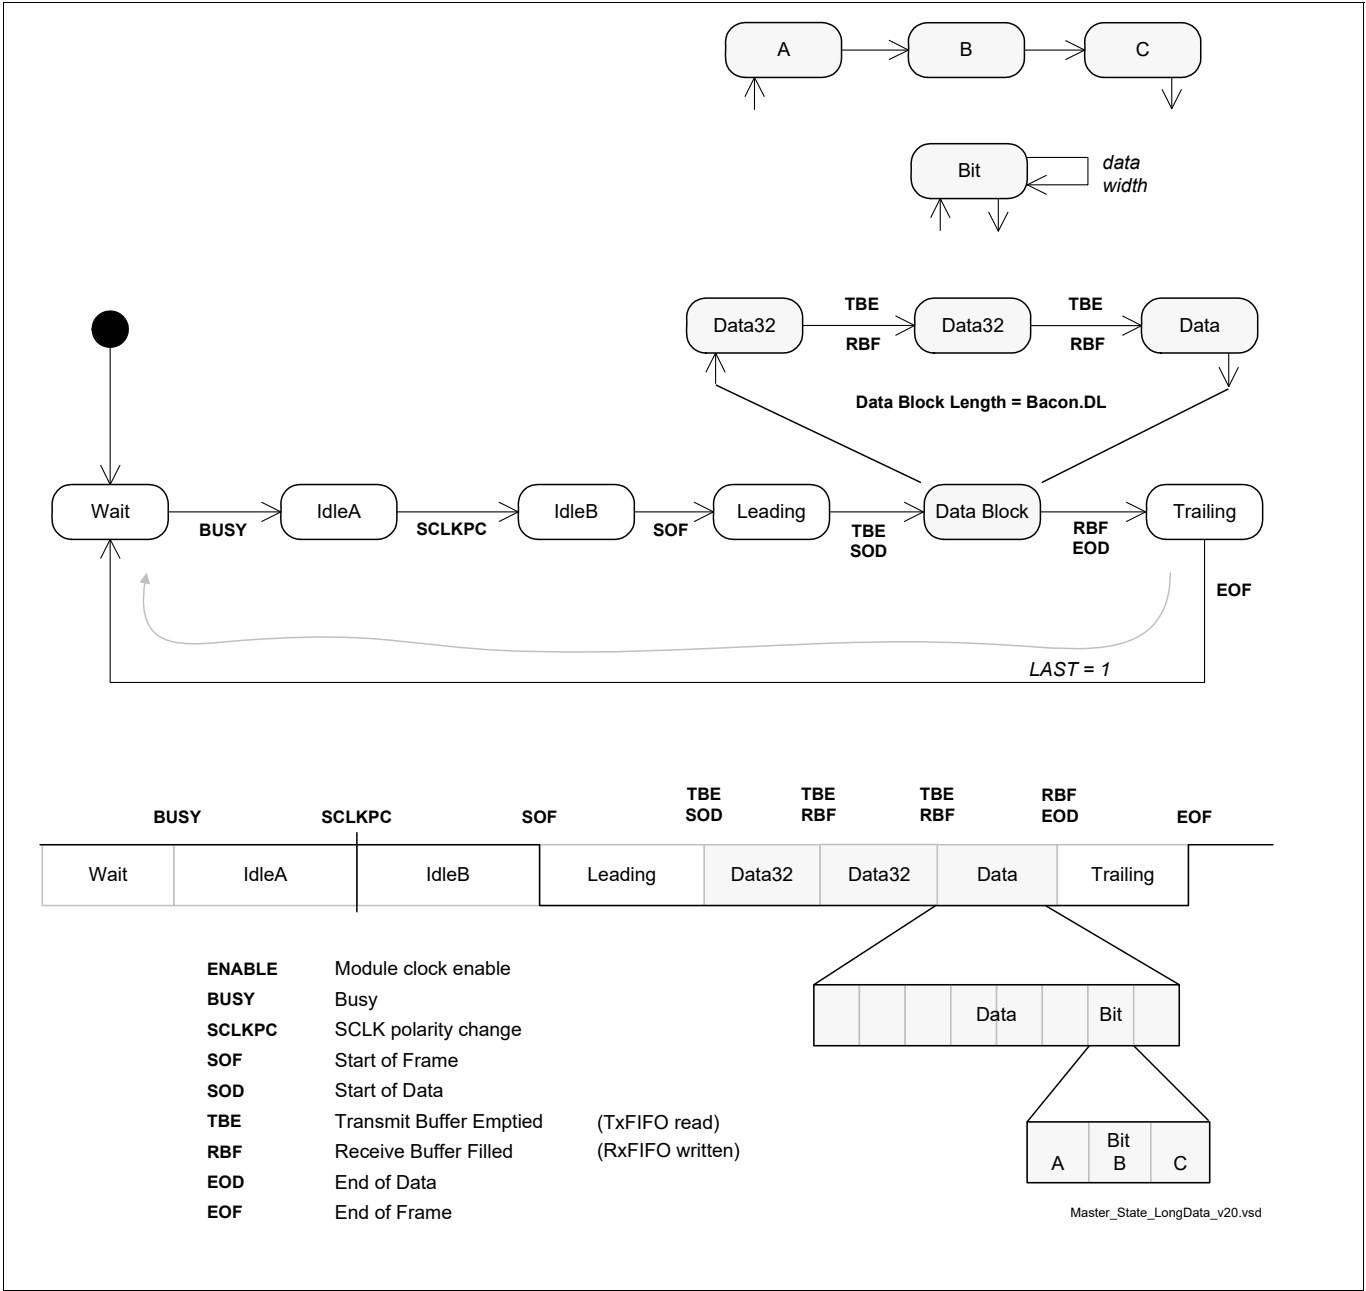 A
B
C
Bit
data
width
Data32
TBE
RBF
Data32
TBE
RBF
Data
Data Block Length = Bacon.DL
Wait
BUSY
IdleA
SCLKPC
IdleB
SOF
Leading
TBE
SOD
Data Block
RBF
EOD
Trailing
EOF
LAST = 1
BUSY
SCLKPC
SOF
TBE
SOD
TBE
RBF
TBE
RBF
RBF
EOD
EOF
Wait
IdleA
IdleB
Leading
Data32
Data32
Data
Trailing
ENABLE Module clock enable
BUSY Busy
SCLKPC SCLK polarity change
SOF Start of Frame
SOD Start of Data
TBE Transmit Buffer Emptied (TxFIFO read)
RBF Receive Buffer Filled (RxFIFO written)
EOD End of Data
EOF End of Frame
Data
Bit
Bit
A B C
Master_State_LongData_v20.vsd